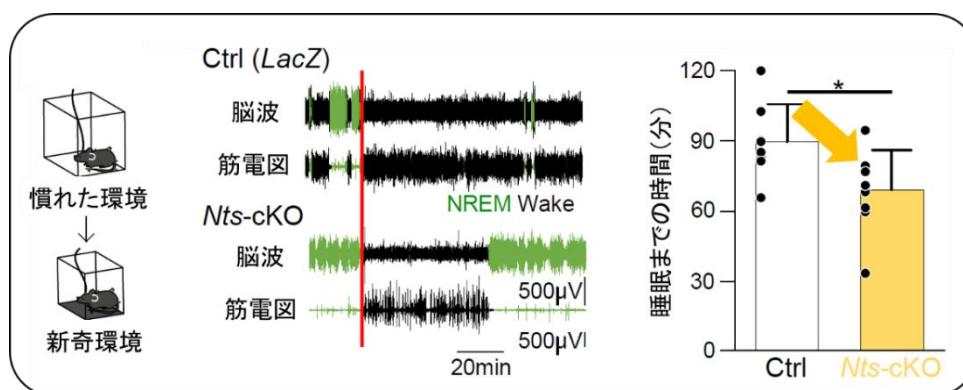 慣れた環境
↓
新奇環境
Ctrl (LacZ)
脳波
筋電図
NREM Wake
Nts-cKO
脳波
500μV
筋電図
500μV
20min
睡眠までの時間(分)
120
90
60
30
0
*
Ctrl
Nts-cKO